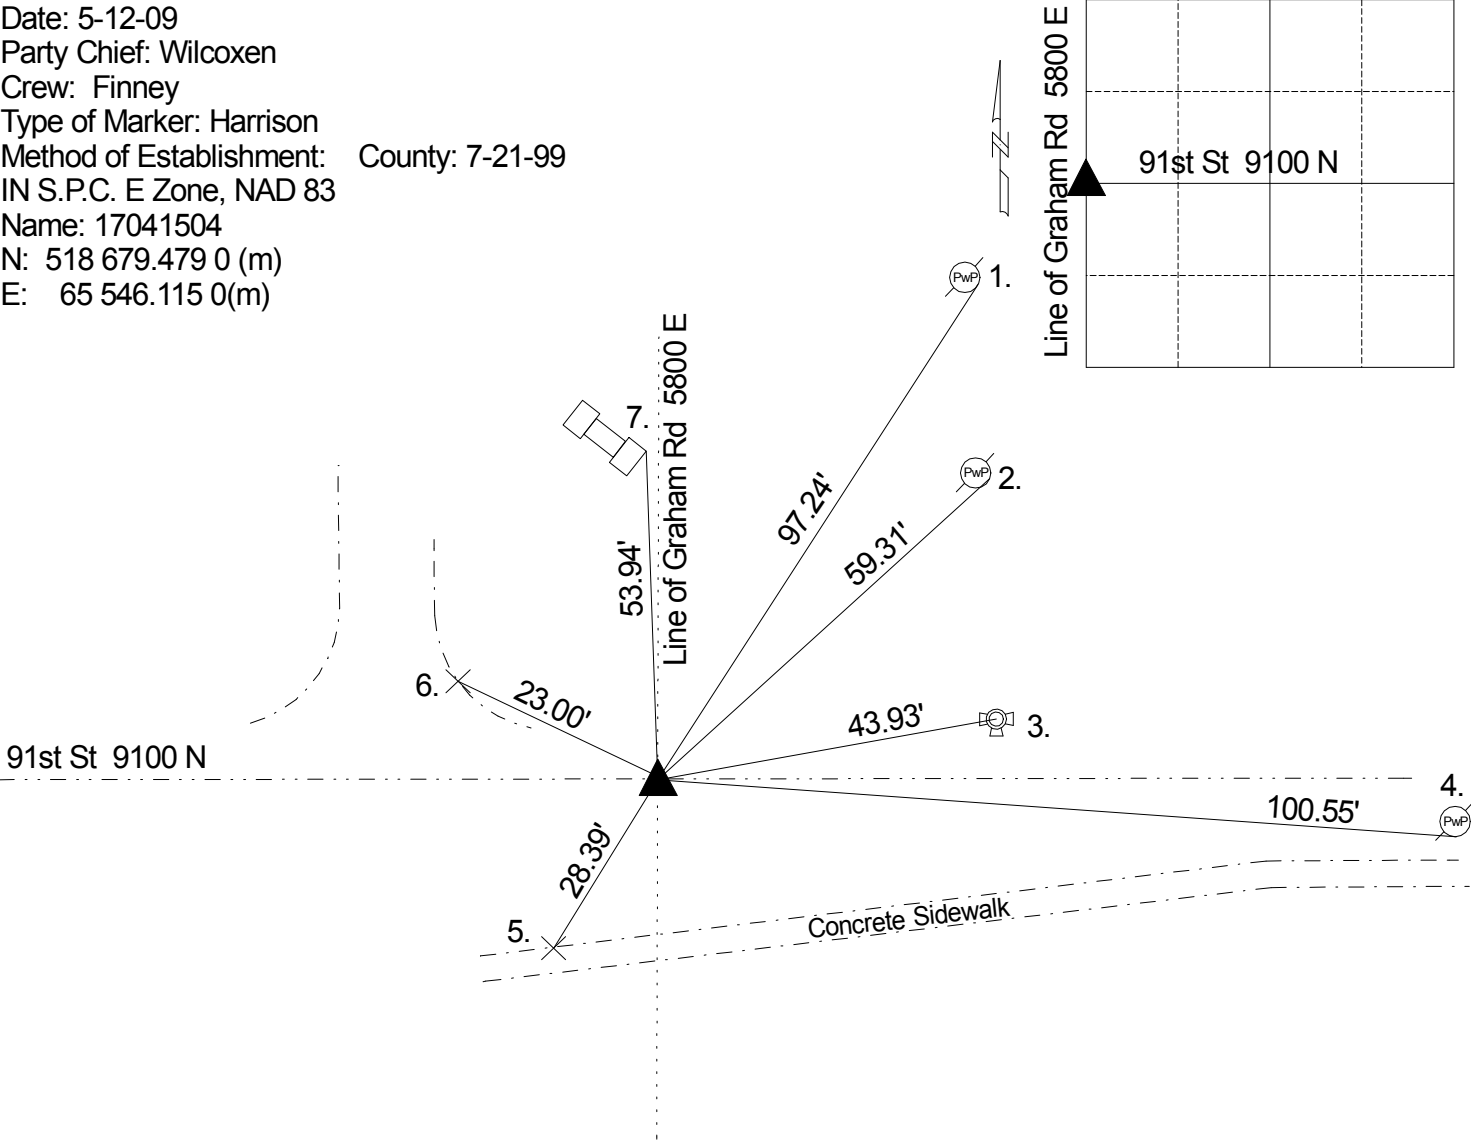 Date: 5-12-09
Party Chief: Wilcoxen
Crew: Finney
Type of Marker: Harrison
Method of Establishment: County: 7-21-99
IN S.P.C. E Zone, NAD 83
Name: 17041504
N: 518 679.479 0 (m)
E: 65 546.115 0(m)
Line of Graham Rd 5800 E
91st St 9100 N
PwP 1.
Line of Graham Rd 5800 E
7.
PwP 2.
97.24'
59.31'
53.94'
6.
23.00'
43.93'
3.
91st St 9100 N
4.
100.55'
PwP
28.39'
5.
Concrete Sidewalk